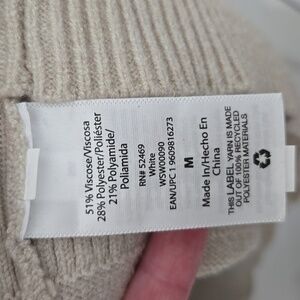 51% Viscose/Viscosa
28% Polyester/Poliéster
21% Polyamide/
Poliamida
RN# 52469
White
WSW00090
EAN/UPC 1 9609816273
M
Made In/Hecho En
China
THIS LABEL YARN IS MADE
OUT OF 100% RECYCLED
POLYESTER MATERIALS